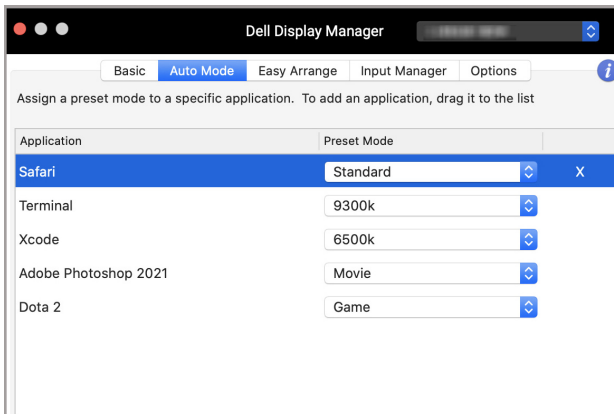 Dell Display Manager
Basic Auto Mode Easy Arrange Input Manager Options i
Assign a preset mode to a specific application. To add an application, drag it to the list
Application Preset Mode
Safari Standard X
Terminal 9300k
Xcode 6500k
Adobe Photoshop 2021 Movie
Dota 2 Game